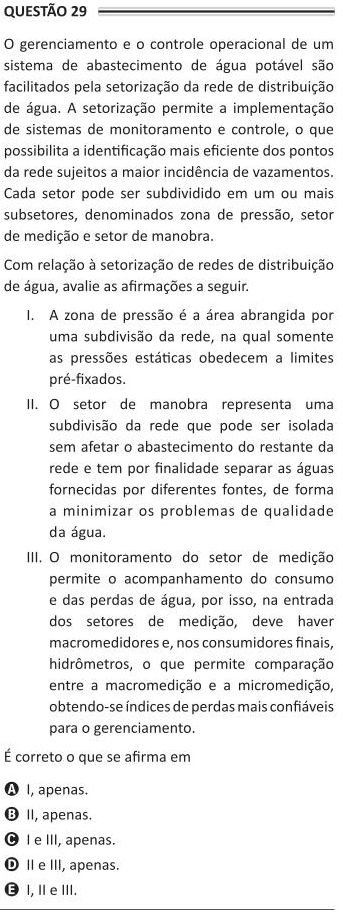 QUESTÃO 29
O gerenciamento e o controle operacional de um
sistema de abastecimento de água potável são
facilitados pela setorização da rede de distribuição
de água. A setorização permite a implementação
de sistemas de monitoramento e controle, o que
possibilita a identificação mais eficiente dos pontos
da rede sujeitos a maior incidência de vazamentos.
Cada setor pode ser subdividido em um ou mais
subsetores, denominados zona de pressão, setor
de medição e setor de manobra.
Com relação à setorização de redes de distribuição
de água, avalie as afirmações a seguir.
I. A zona de pressão é a área abrangida por
uma subdivisão da rede, na qual somente
as pressões estáticas obedecem a limites
pré-fixados.
II. O setor de manobra representa uma
subdivisão da rede que pode ser isolada
sem afetar o abastecimento do restante da
rede e tem por finalidade separar as águas
fornecidas por diferentes fontes, de forma
a minimizar os problemas de qualidade
da água.
III. O monitoramento do setor de medição
permite o acompanhamento do consumo
e das perdas de água, por isso, na entrada
dos setores de medição, deve haver
macromedidores e, nos consumidores finais,
hidrômetros, o que permite comparação
entre a macromedição e a micromedição,
obtendo-se índices de perdas mais confiáveis
para o gerenciamento.
É correto o que se afirma em
A I, apenas.
B II, apenas.
C I e III, apenas.
D II e III, apenas.
E I, II e III.